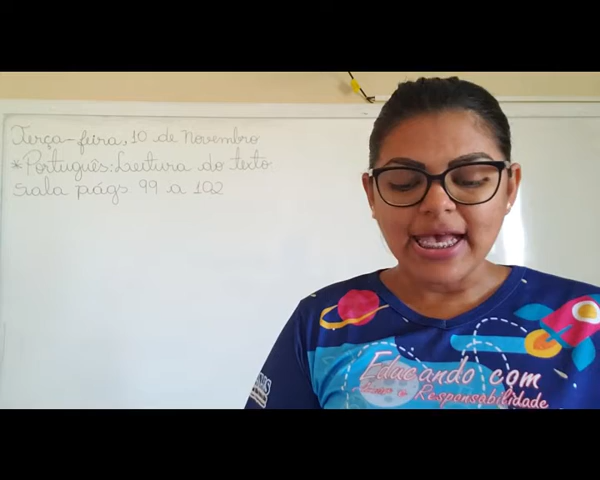 Terça-feira, 10 de novembro
*Português: Leitura do texto
sala págs 99 a 102
Educando com
Responsabilidade